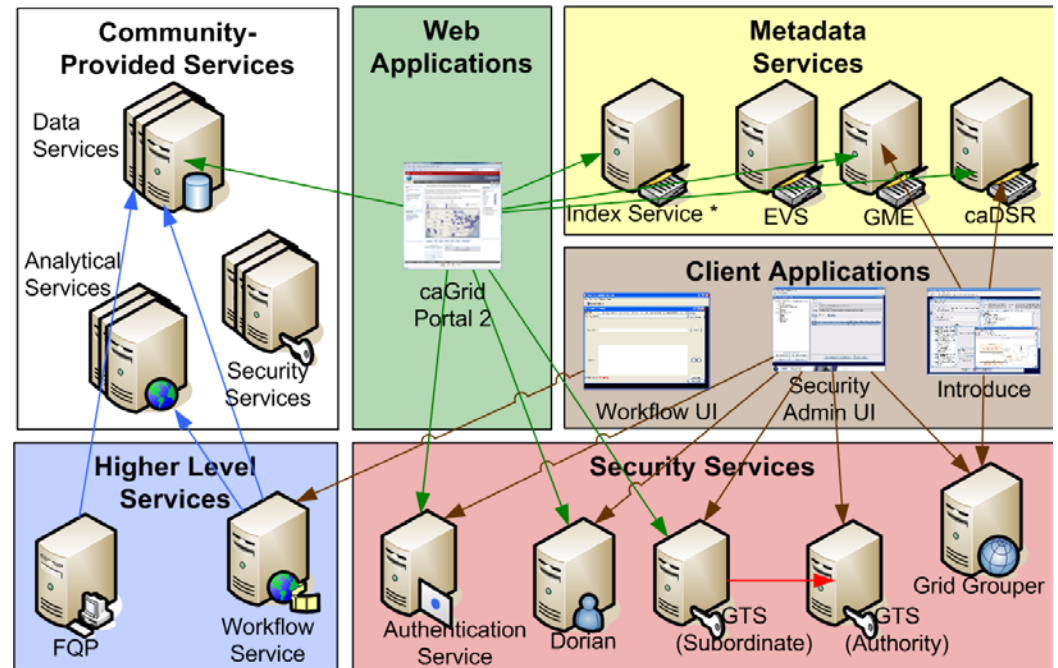 Community-
Provided Services
Data
Services
Analytical
Services
Security
Services
Web
Applications
caGrid
Portal 2
Metadata
Services
Index Service *
EVS
GME
caDSR
Client Applications
Workflow UI
Security
Admin UI
Introduce
Higher Level
Services
FQP
Workflow
Service
Security Services
Authentication
Service
Dorian
GTS
(Subordinate)
GTS
(Authority)
Grid Grouper